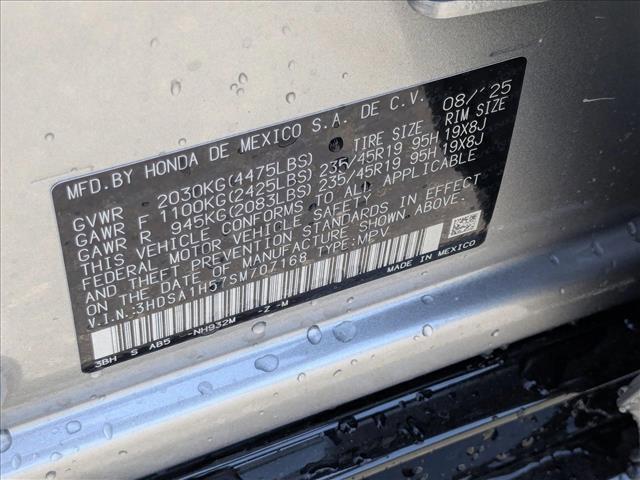 MFD. BY HONDA DE MEXICO S.A. DE C.V. 08/'25
GVWR 2030KG(4475LBS) TIRE SIZE RIM SIZE
GAWR F 1100KG(2425LBS) 235/45R19 95H 19X8J
GAWR R 945KG(2083LBS) 235/45R19 95H 19X8J
THIS VEHICLE CONFORMS TO ALL APPLICABLE
FEDERAL MOTOR VEHICLE SAFETY
AND THEFT PREVENTION STANDARDS IN EFFECT
ON THE DATE OF MANUFACTURE SHOWN ABOVE.
V.I.N.:3HDSA1H57SM707168 TYPE:MPV
MADE IN MEXICO
3BH S AB5 -NH932M -Z -M